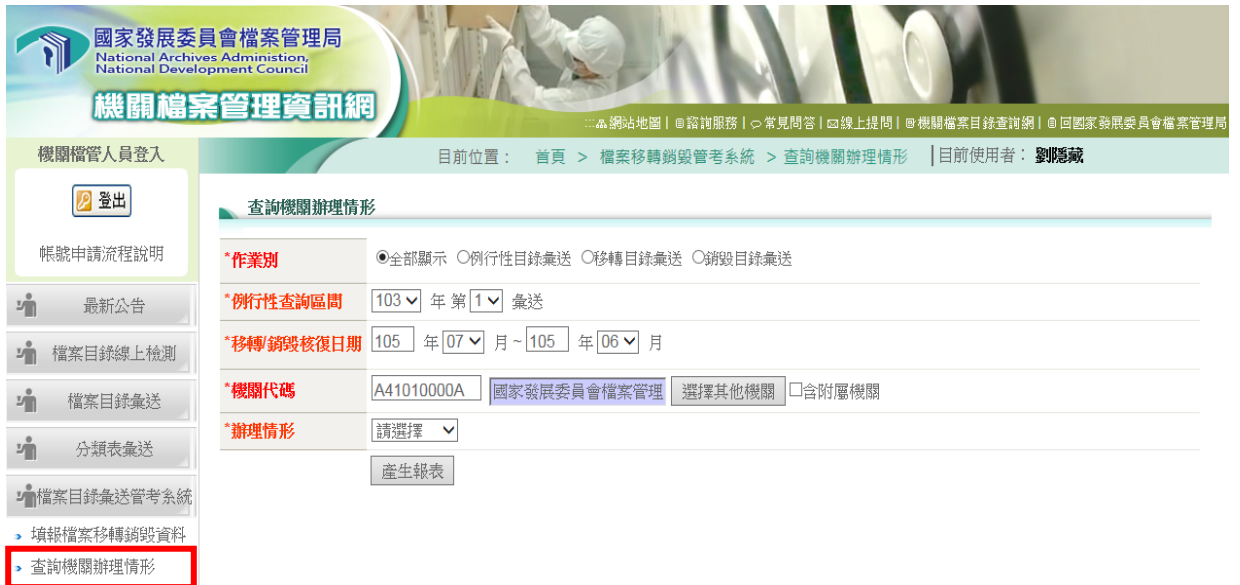 國家發展委員會檔案管理局
National Archives Administion,
National Development Council
機關檔案管理資訊網
:::網站地圖 | 諮詢服務 | 常見問答 | 線上提問 | 機關檔案目錄查詢網 | 回國家發展委員會檔案管理局
機關檔管人員登入
目前位置： 首頁 > 檔案移轉銷毀管考系統 > 查詢機關辦理情形 | 目前使用者： 劉隱藏
登出
帳號申請流程說明
查詢機關辦理情形
*作業別 全部顯示 例行性目錄彙送 移轉目錄彙送 銷毀目錄彙送
*例行性查詢區間 103 年 第 1 彙送
*移轉/銷毀核復日期 105 年 07 月 ~ 105 年 06 月
*機關代碼 A41010000A 國家發展委員會檔案管理 選擇其他機關 含附屬機關
*辦理情形 請選擇
產生報表
最新公告
檔案目錄線上檢測
檔案目錄彙送
分類表彙送
檔案目錄彙送管考系統
填報檔案移轉銷毀資料
查詢機關辦理情形